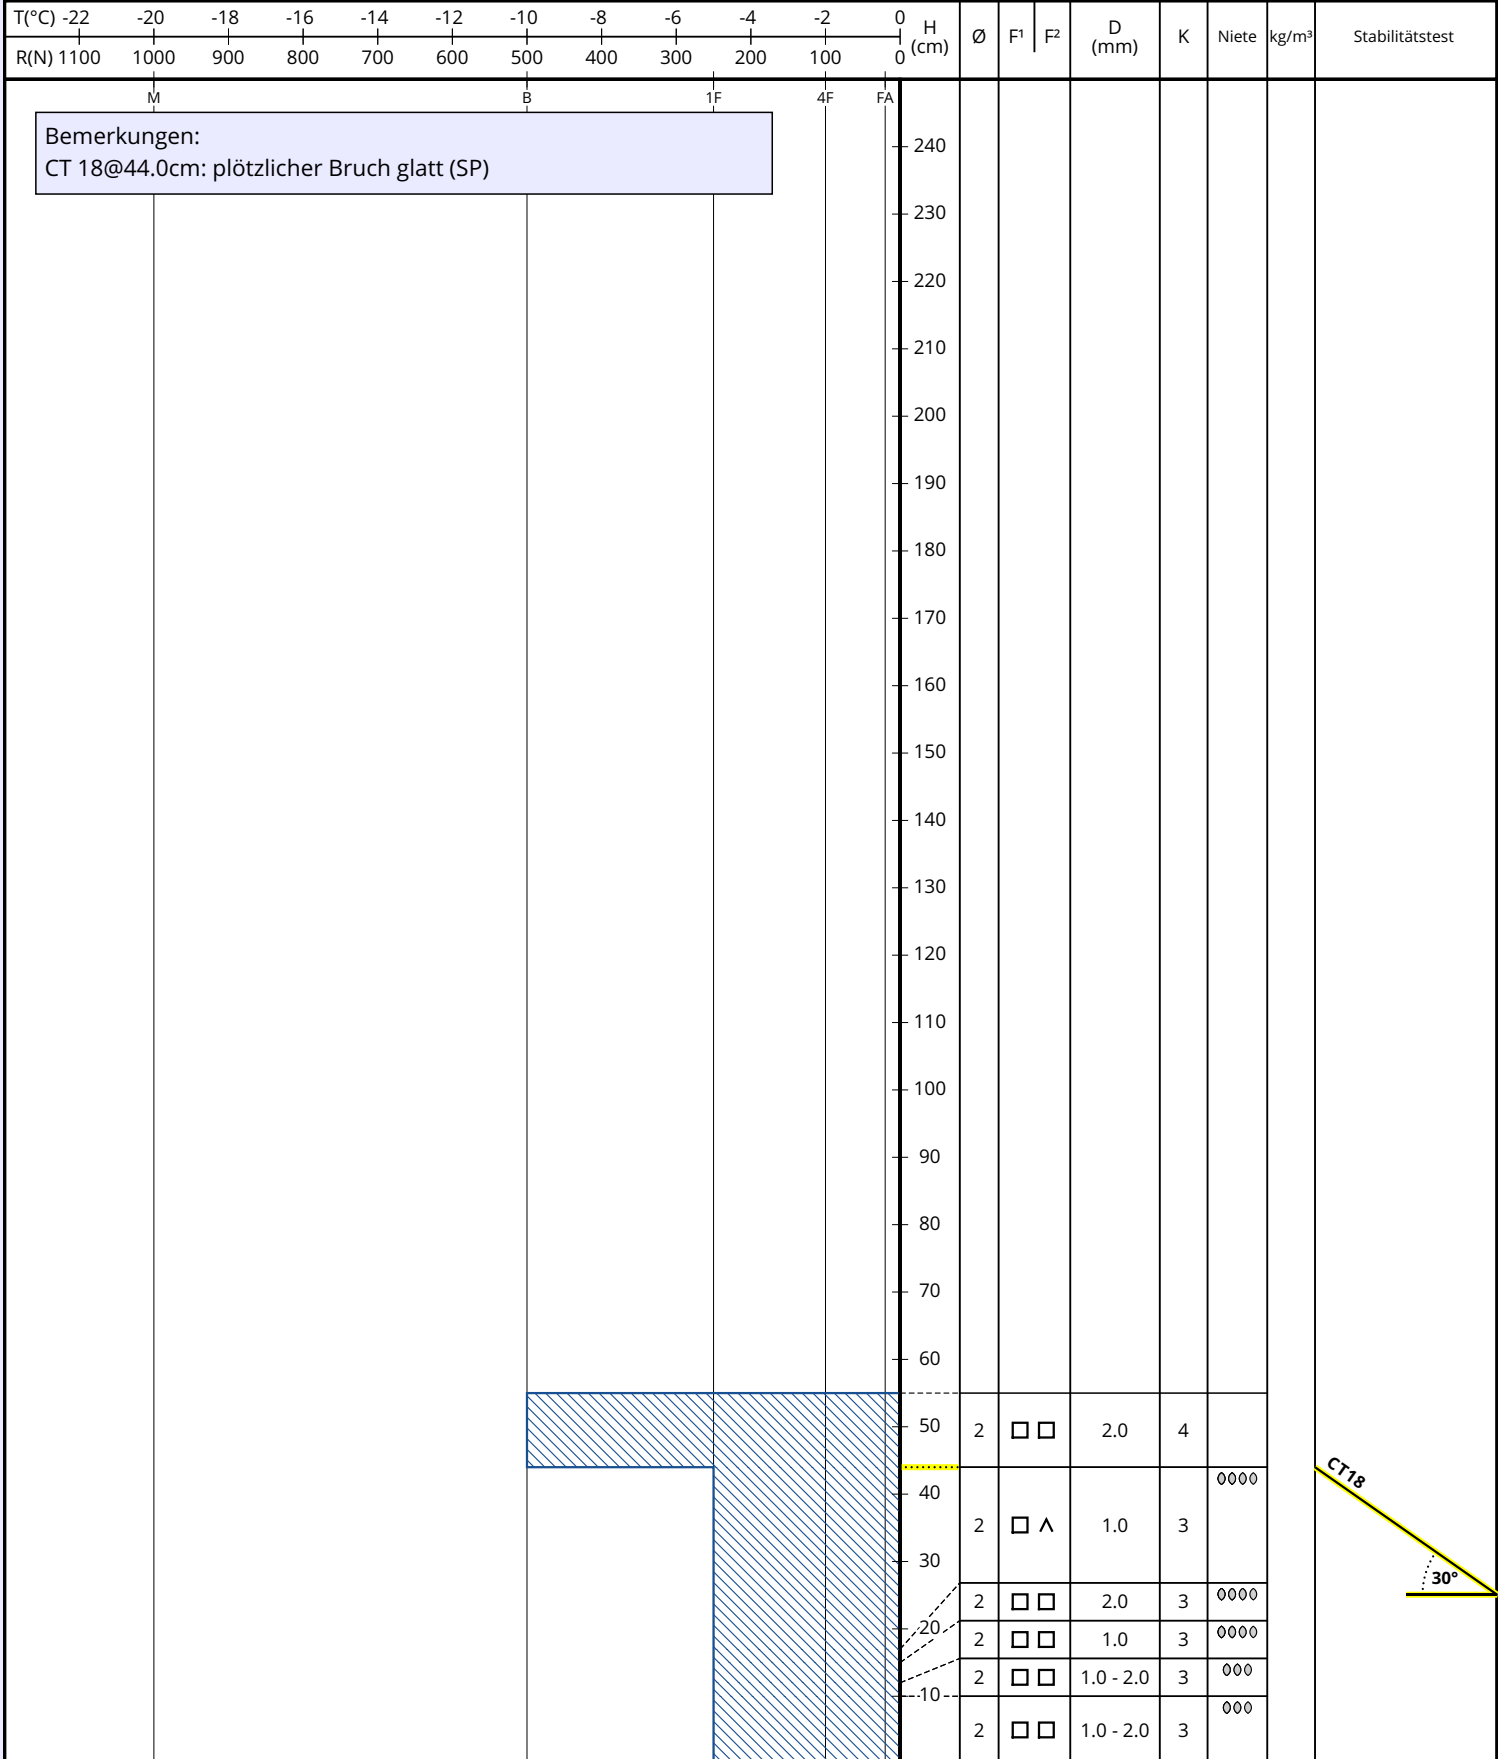 T(°C) -22 -20 -18 -16 -14 -12 -10 -8 -6 -4 -2 0
R(N) 1100 1000 900 800 700 600 500 400 300 200 100 0
H (cm) Ø F¹ F² D (mm) K Niete kg/m³ Stabilitätstest
M B 1F 4F FA
Bemerkungen:
CT 18@44.0cm: plötzlicher Bruch glatt (SP)
240
230
220
210
200
190
180
170
160
150
140
130
120
110
100
90
80
70
60
50 2 2.0 4
40
CT18
2 1.0 3
30
30°
2 2.0 3
20
2 1.0 3
2 1.0 - 2.0 3
10
2 1.0 - 2.0 3